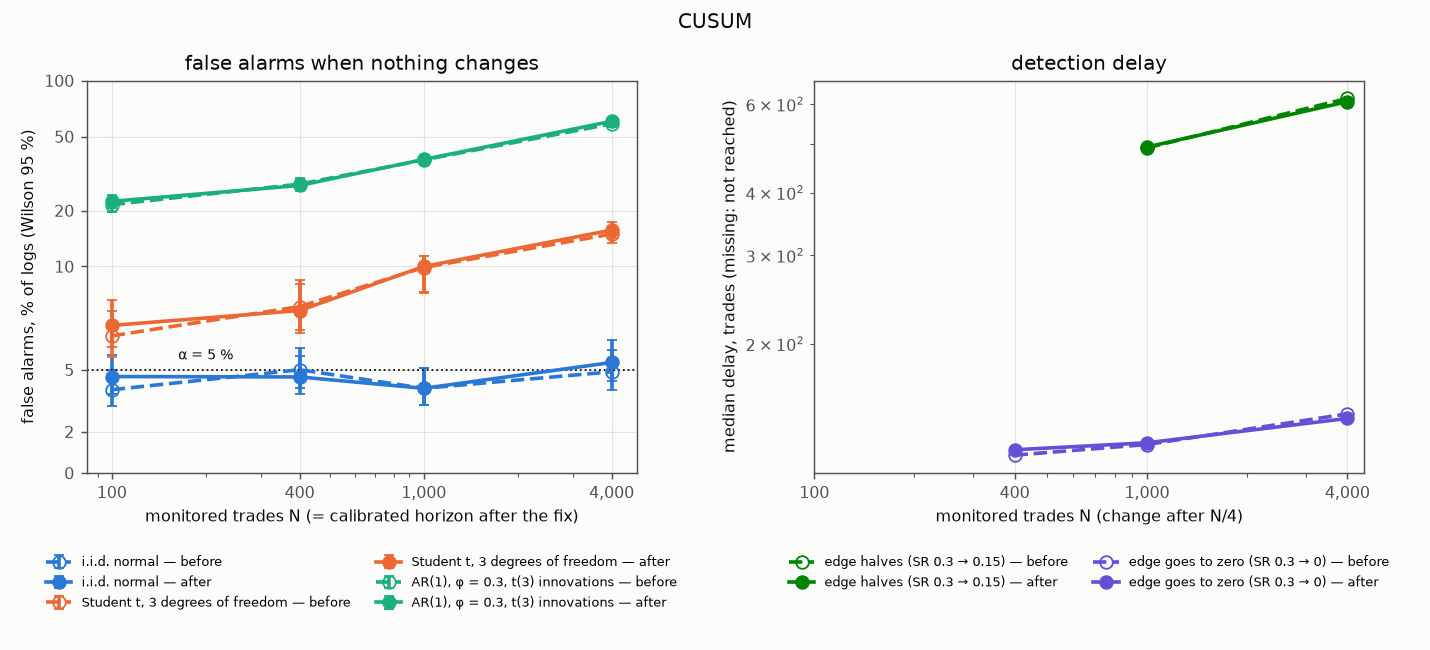 CUSUM
false alarms when nothing changes
100
50
20
10
5
2
0
α = 5 %
false alarms, % of logs (Wilson 95 %)
100
400
1,000
4,000
monitored trades N (= calibrated horizon after the fix)
i.i.d. normal — before
i.i.d. normal — after
Student t, 3 degrees of freedom — before
Student t, 3 degrees of freedom — after
AR(1), φ = 0.3, t(3) innovations — before
AR(1), φ = 0.3, t(3) innovations — after
detection delay
6 × 10²
4 × 10²
3 × 10²
2 × 10²
median delay, trades (missing: not reached)
100
400
1,000
4,000
monitored trades N (change after N/4)
edge halves (SR 0.3 → 0.15) — before
edge halves (SR 0.3 → 0.15) — after
edge goes to zero (SR 0.3 → 0) — before
edge goes to zero (SR 0.3 → 0) — after